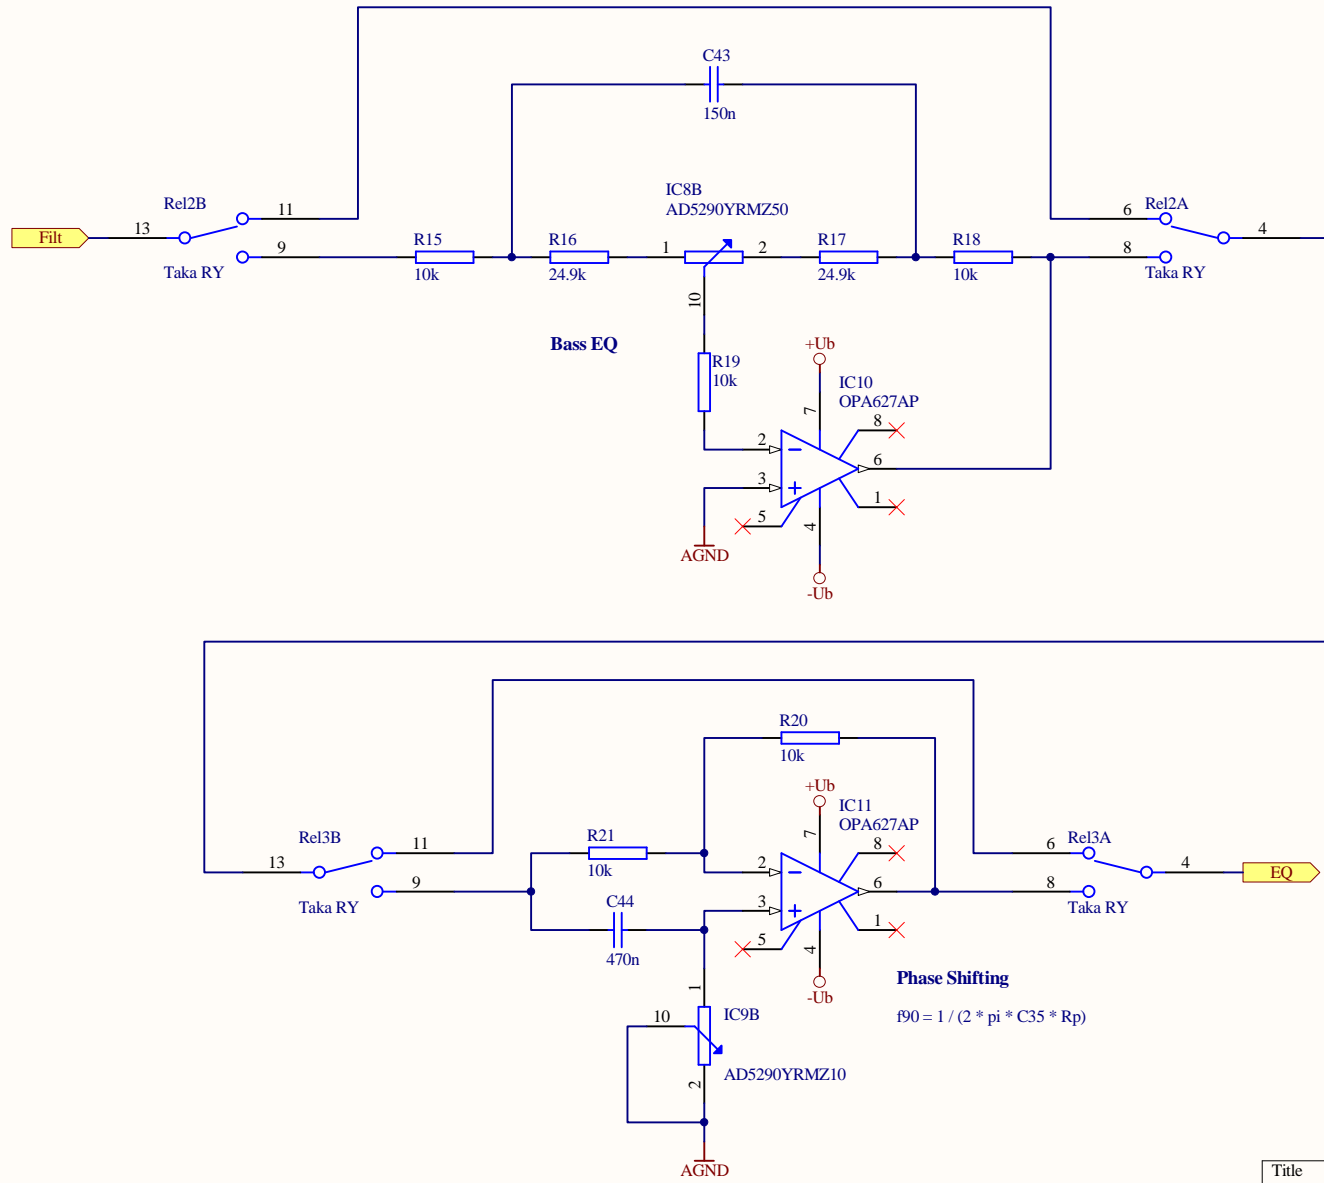 C43
150n
IC8B
AD5290YRMZ50
Rel2B
11
6
Rel2A
Filt
13
4
9
R15
R16
1
2
R17
R18
8
Taka RY
10k
24.9k
24.9k
10k
Taka RY
10
Bass EQ
+Ub
R19
10k
IC10
OPA627AP
7
8
2
6
3
1
5
4
AGND
-Ub
R20
10k
+Ub
IC11
OPA627AP
Rel3B
11
R21
7
8
6
Rel3A
13
10k
2
4
EQ
9
6
8
Taka RY
C44
3
Taka RY
1
470n
5
4
Phase Shifting
1
-Ub
10
IC9B
f90 = 1 / (2 * pi * C35 * Rp)
AD5290YRMZ10
2
AGND
Title